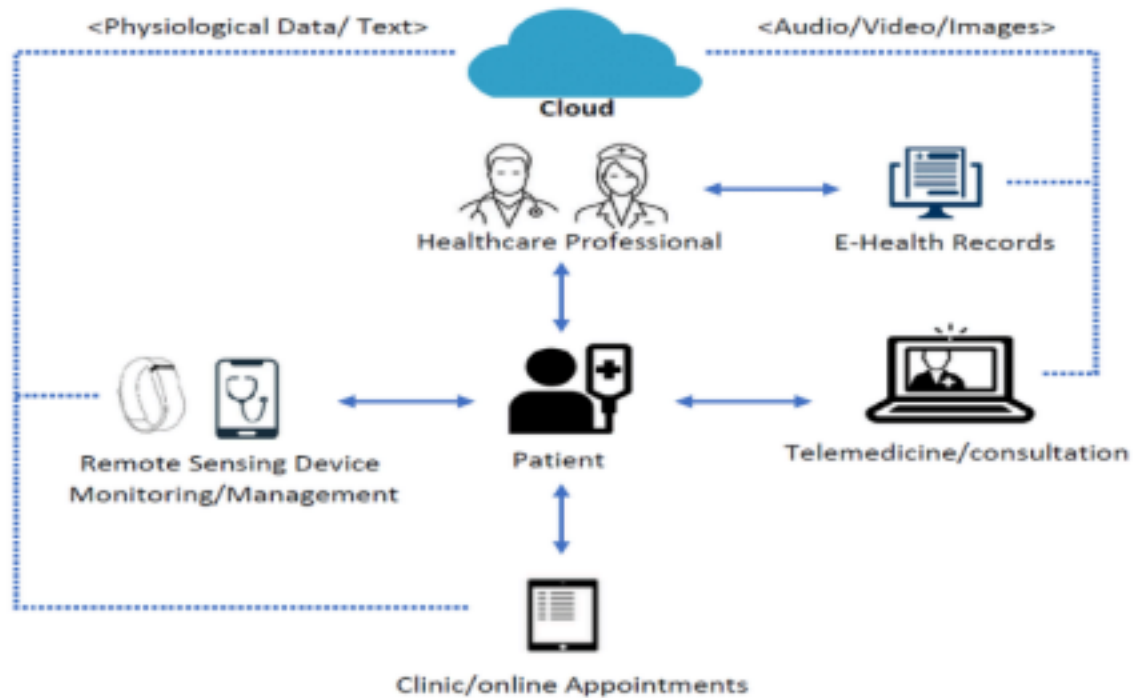 <Physiological Data/ Text>
<Audio/Video/Images>
Cloud
Healthcare Professional
E-Health Records
Remote Sensing Device
Monitoring/Management
Patient
Telemedicine/consultation
Clinic/online Appointments